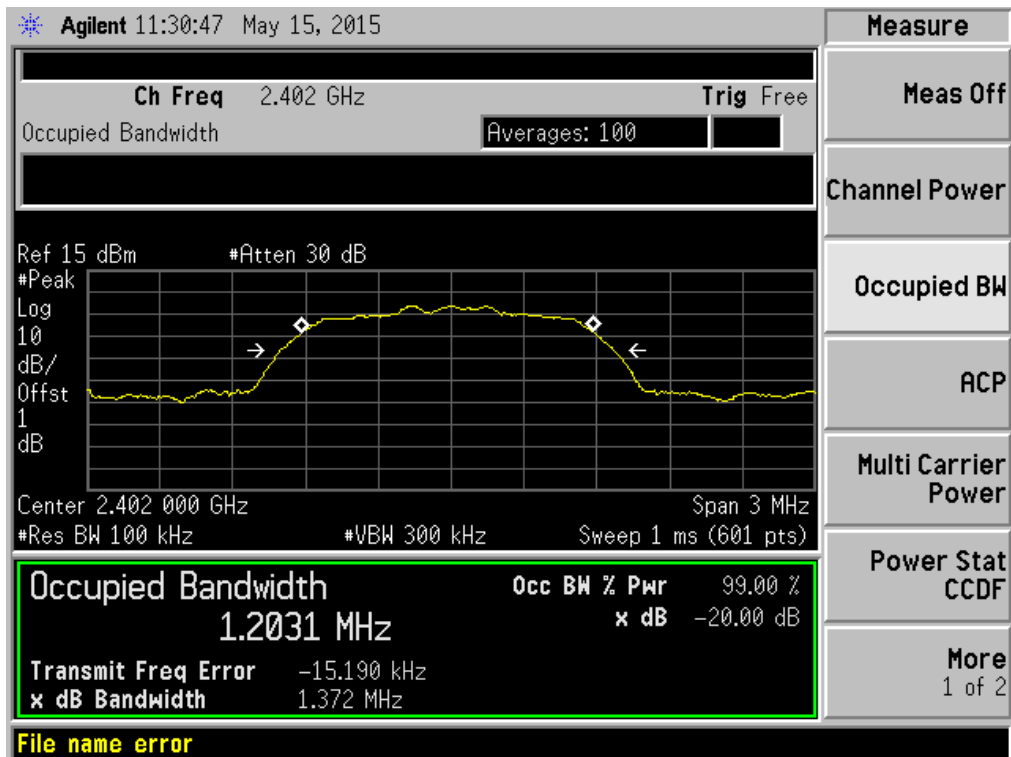 Agilent 11:30:47 May 15, 2015
Measure
Ch Freq 2.402 GHz Trig Free
Occupied Bandwidth Averages: 100
Ref 15 dBm #Atten 30 dB
#Peak
Log
10
dB/
Offst
1
dB
Center 2.402 000 GHz Span 3 MHz
#Res BW 100 kHz #VBW 300 kHz Sweep 1 ms (601 pts)
Occupied Bandwidth Occ BW % Pwr 99.00 %
1.2031 MHz x dB -20.00 dB
Transmit Freq Error -15.190 kHz
x dB Bandwidth 1.372 MHz
File name error
Meas Off
Channel Power
Occupied BW
ACP
Multi Carrier
Power
Power Stat
CCDF
More
1 of 2